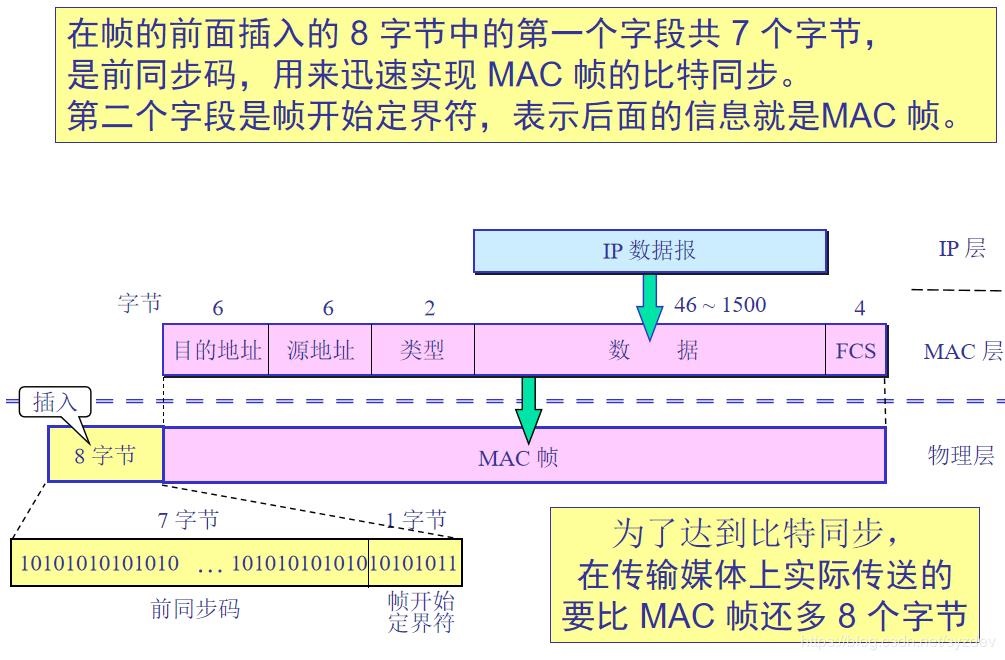 在帧的前面插入的 8 字节中的第一个字段共 7 个字节，
是前同步码，用来迅速实现 MAC 帧的比特同步。
第二个字段是帧开始定界符，表示后面的信息就是MAC 帧。
IP 数据报
IP 层
字节
6
6
2
46 ~ 1500
4
目的地址
源地址
类型
数 据
FCS
MAC 层
插入
8 字节
MAC 帧
物理层
7 字节
1 字节
10101010101010 … 10101010101010101011
前同步码
帧开始
定界符
为了达到比特同步，
在传输媒体上实际传送的
要比 MAC 帧还多 8 个字节